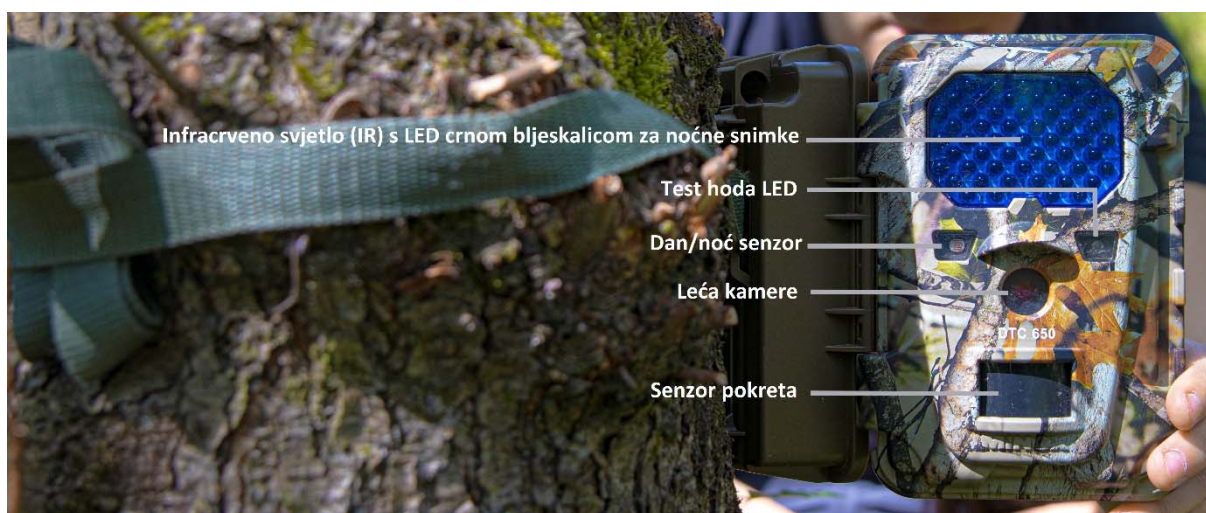 Infracrveno svjetlo (IR) s LED crnom bljeskalicom za noćne snimke
Test hoda LED
Dan/noć senzor
Leća kamere
DTC 650
Senzor pokreta